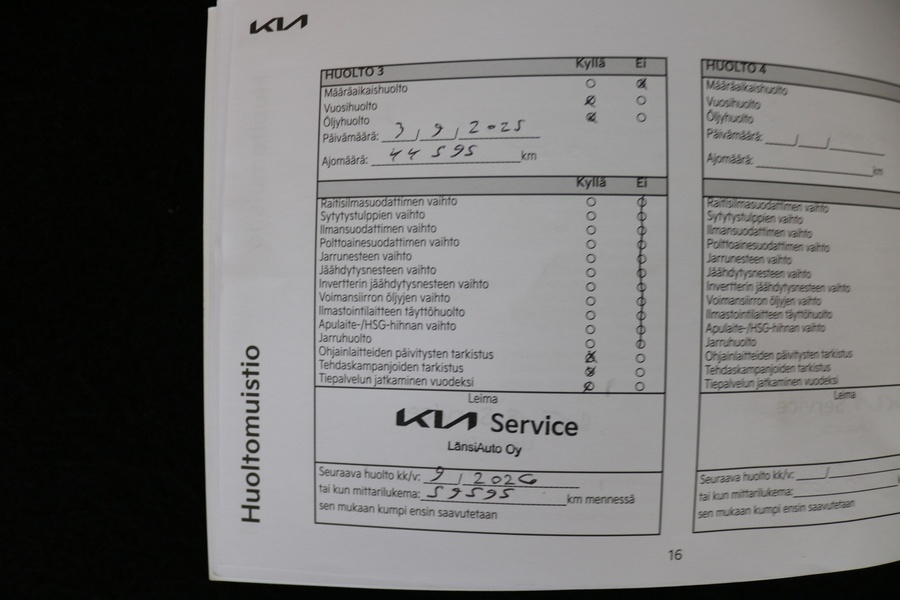 KIA
HUOLTO 3 Kyllä Ei
Määräaikaishuolto
Vuosihuolto
Öljyhuolto
Päivämäärä: 3 / 9 / 2025
Ajomäärä: 44 595 km
Kyllä Ei
Raitisilmasuodattimen vaihto
Sytytystulppien vaihto
Ilmansuodattimen vaihto
Polttoainesuodattimen vaihto
Jarrunesteen vaihto
Jäähdytysnesteen vaihto
Invertterin jäähdytysnesteen vaihto
Voimansiirron öljyjen vaihto
Ilmastointilaitteen täyttöhuolto
Apulaite-/HSG-hihnan vaihto
Jarruhuolto
Ohjainlaitteiden päivitysten tarkistus
Tehdaskampanjoiden tarkistus
Tiepalvelun jatkaminen vuodeksi
Leima
KIA Service
LänsiAuto Oy
Seuraava huolto kk/v: 9 / 2026
tai kun mittarilukema: 59595 km mennessä
sen mukaan kumpi ensin saavutetaan
HUOLTO 4
Määräaikaishuolto
Vuosihuolto
Öljyhuolto
Päivämäärä: / /
Ajomäärä: km
Raitisilmasuodattimen vaihto
Sytytystulppien vaihto
Ilmansuodattimen vaihto
Polttoainesuodattimen vaihto
Jarrunesteen vaihto
Jäähdytysnesteen vaihto
Invertterin jäähdytysnesteen vaihto
Voimansiirron öljyjen vaihto
Ilmastointilaitteen täyttöhuolto
Apulaite-/HSG-hihnan vaihto
Jarruhuolto
Ohjainlaitteiden päivitysten tarkistus
Tehdaskampanjoiden tarkistus
Tiepalvelun jatkaminen vuodeksi
Leima
Seuraava huolto kk/v: /
tai kun mittarilukema:
sen mukaan kumpi ensin saavutetaan
Huoltomuistio
16